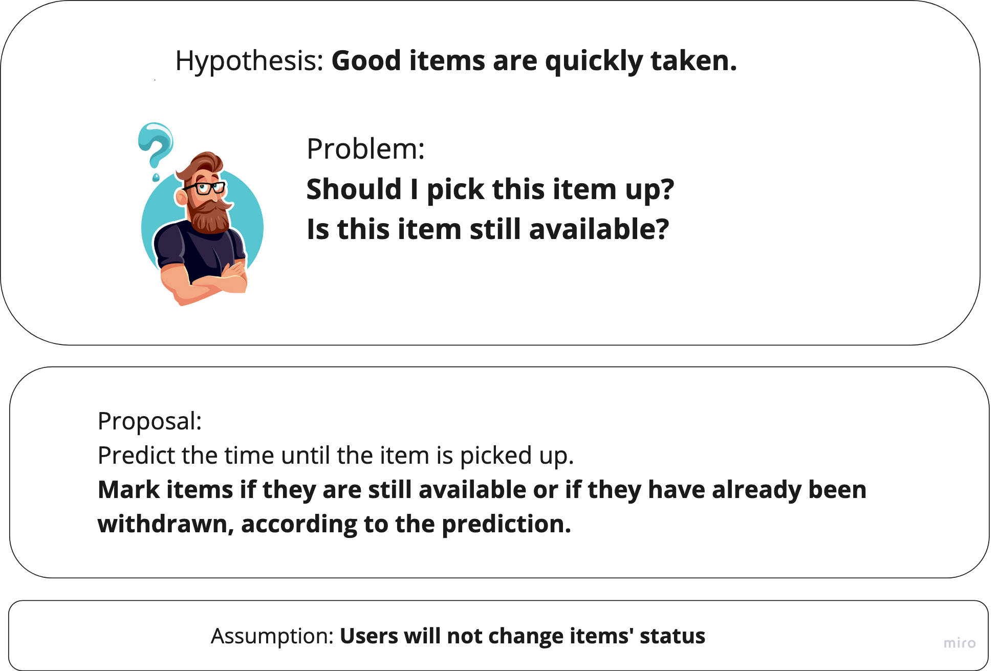 Hypothesis: Good items are quickly taken.
Problem:
Should I pick this item up?
Is this item still available?
Proposal:
Predict the time until the item is picked up.
Mark items if they are still available or if they have already been
withdrawn, according to the prediction.
Assumption: Users will not change items' status
miro